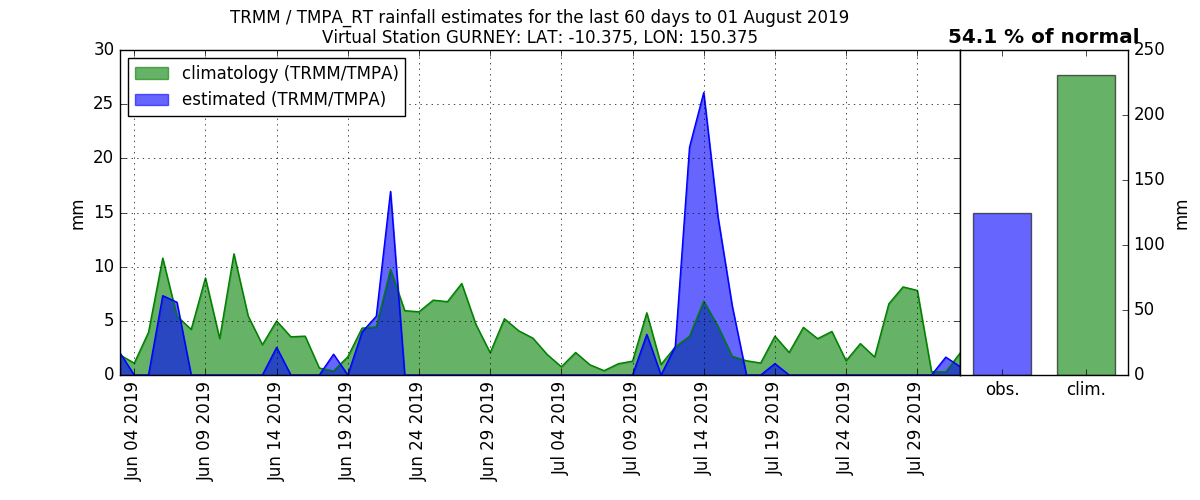 TRMM / TMPA_RT rainfall estimates for the last 60 days to 01 August 2019
Virtual Station GURNEY: LAT: -10.375, LON: 150.375
54.1 % of normal
climatology (TRMM/TMPA)
estimated (TRMM/TMPA)
30
25
20
15
10
5
0
mm
250
200
150
100
50
0
mm
Jun 04 2019
Jun 09 2019
Jun 14 2019
Jun 19 2019
Jun 24 2019
Jun 29 2019
Jul 04 2019
Jul 09 2019
Jul 14 2019
Jul 19 2019
Jul 24 2019
Jul 29 2019
obs.
clim.